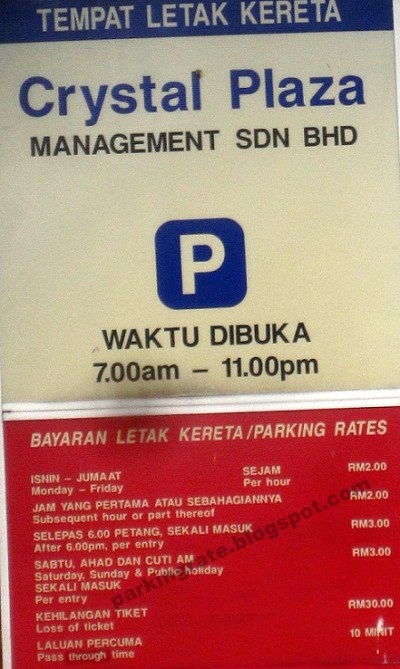 TEMPAT LETAK KERETA
Crystal Plaza
MANAGEMENT SDN BHD
P
WAKTU DIBUKA
7.00am – 11.00pm
BAYARAN LETAK KERETA/PARKING RATES
ISNIN – JUMAAT SEJAM RM2.00
Monday – Friday Per hour
JAM YANG PERTAMA ATAU SEBAHAGIANNYA RM2.00
Subsequent hour or part thereof
SELEPAS 6.00 PETANG, SEKALI MASUK RM3.00
After 6.00pm, per entry
SABTU, AHAD DAN CUTI AM RM3.00
Saturday, Sunday & Public holiday
SEKALI MASUK
Per entry
KEHILANGAN TIKET RM30.00
Loss of ticket
LALUAN PERCUMA 10 MINIT
Pass through time
parkingrate.blogspot.com